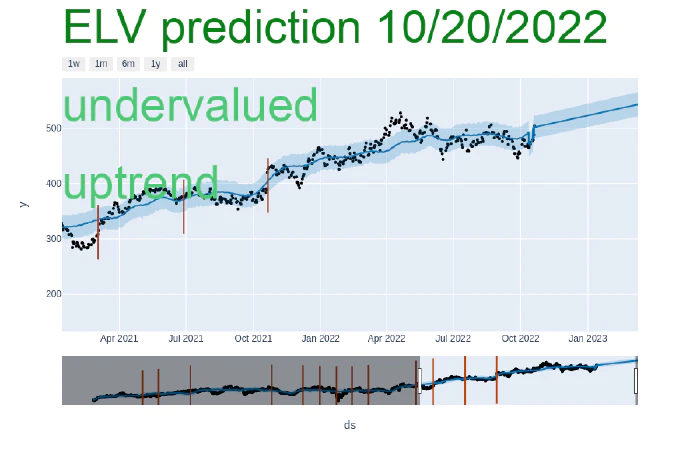 ELV prediction 10/20/2022
1w 1m 6m 1y all
undervalued
500
uptrend
400
y
300
200
Apr 2021 Jul 2021 Oct 2021 Jan 2022 Apr 2022 Jul 2022 Oct 2022 Jan 2023
ds